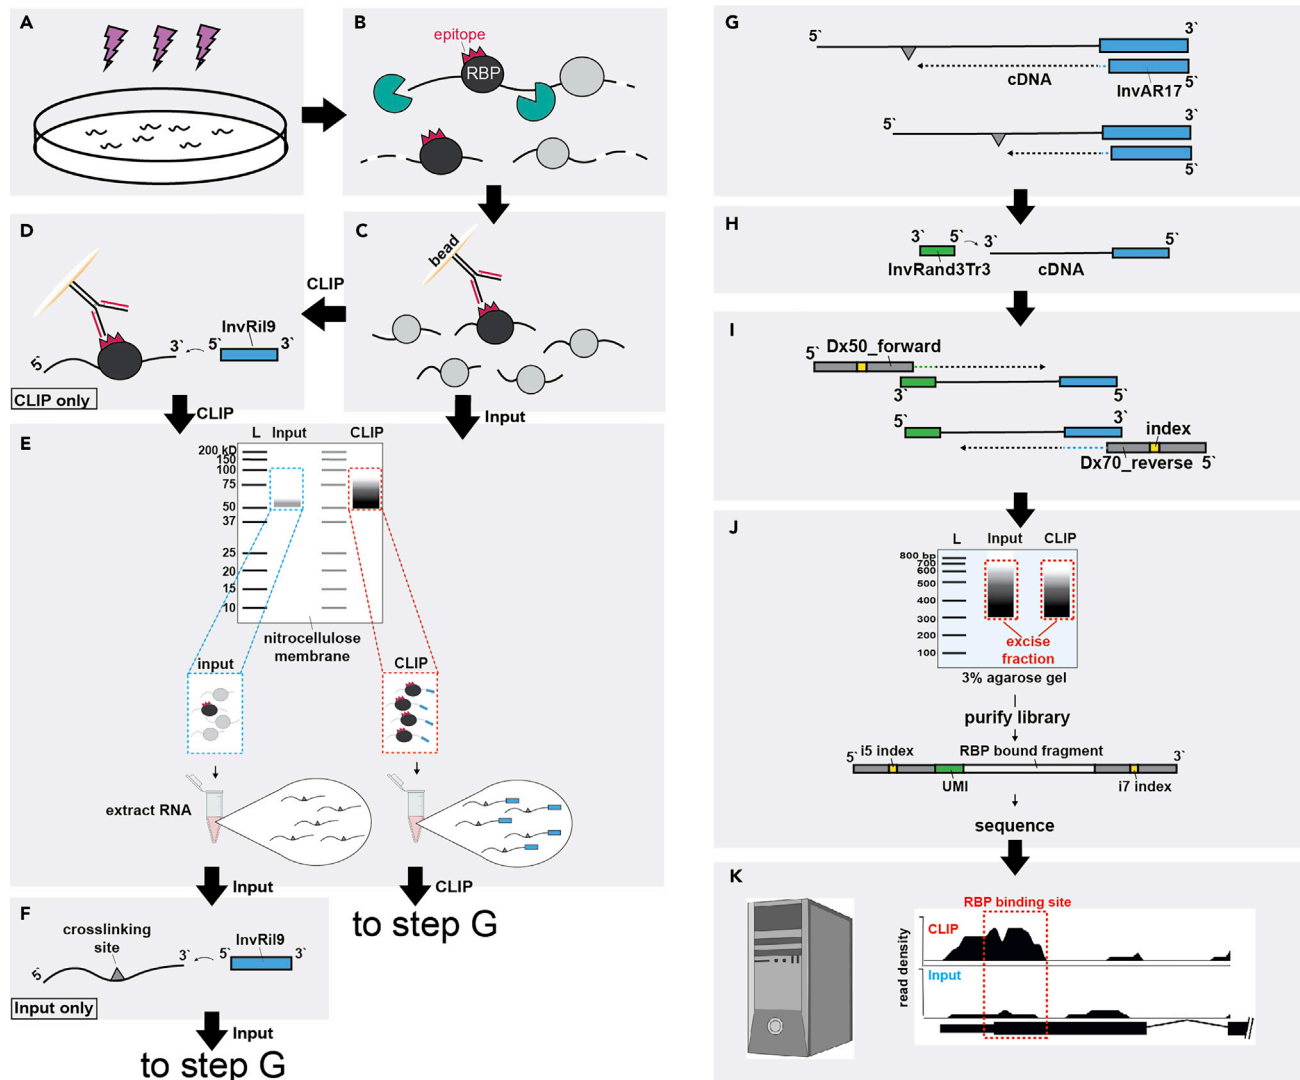 A
B
epitope
RBP
D
5`
3`
5`
InvRil9
3`
CLIP only
CLIP
C
bead
CLIP
Input
E
L Input CLIP
200 kD
150
100
75
50
37
25
20
15
10
nitrocellulose
membrane
input
CLIP
extract RNA
Input
CLIP
to step G
F
crosslinking
site
5`
3`
5`
InvRil9
3`
Input only
Input
to step G
G
5`
3`
cDNA
InvAR17
5`
5`
3`
5`
H
3` 5` 3` 5`
InvRand3Tr3
cDNA
I
5` Dx50_forward
3` 5`
5` 3`
index
Dx70_reverse 5`
J
L Input CLIP
800 bp
700
600
500
400
300
200
100
excise
fraction
3% agarose gel
purify library
5` i5 index RBP bound fragment 3`
UMI i7 index
sequence
K
RBP binding site
CLIP
read density
Input